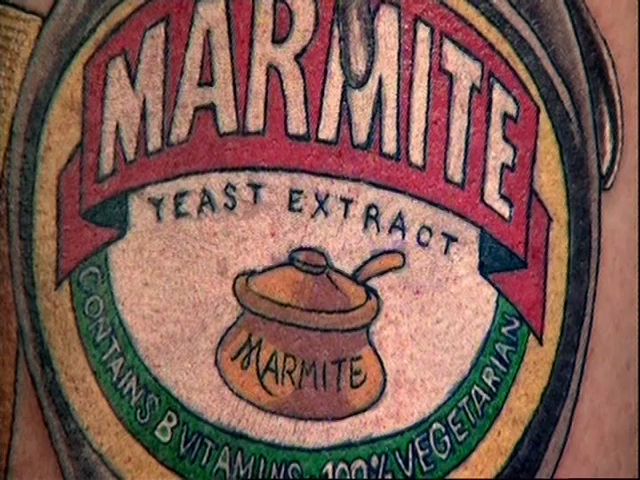 MARMITE
YEAST EXTRACT
MARMITE
CONTAINS B VITAMINS 100% VEGETARIAN